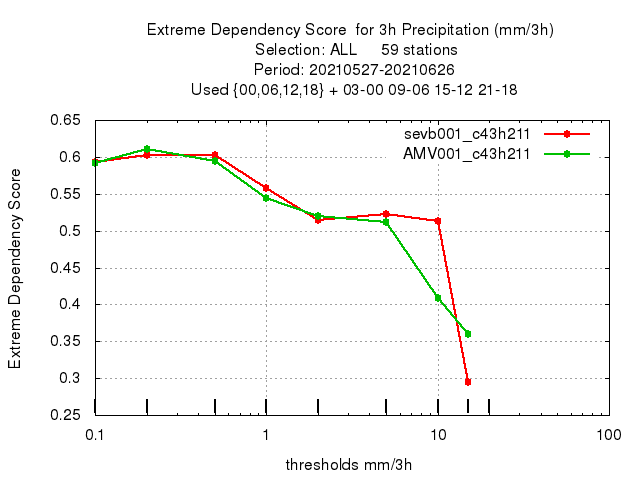 Extreme Dependency Score  for 3h Precipitation (mm/3h)
Selection: ALL     59 stations
Period: 20210527-20210626
Used {00,06,12,18} + 03-00 09-06 15-12 21-18
sevb001_c43h211
AMV001_c43h211
0.65
0.6
0.55
0.5
0.45
0.4
0.35
0.3
0.25
Extreme Dependency Score
0.1 1 10 100
thresholds mm/3h